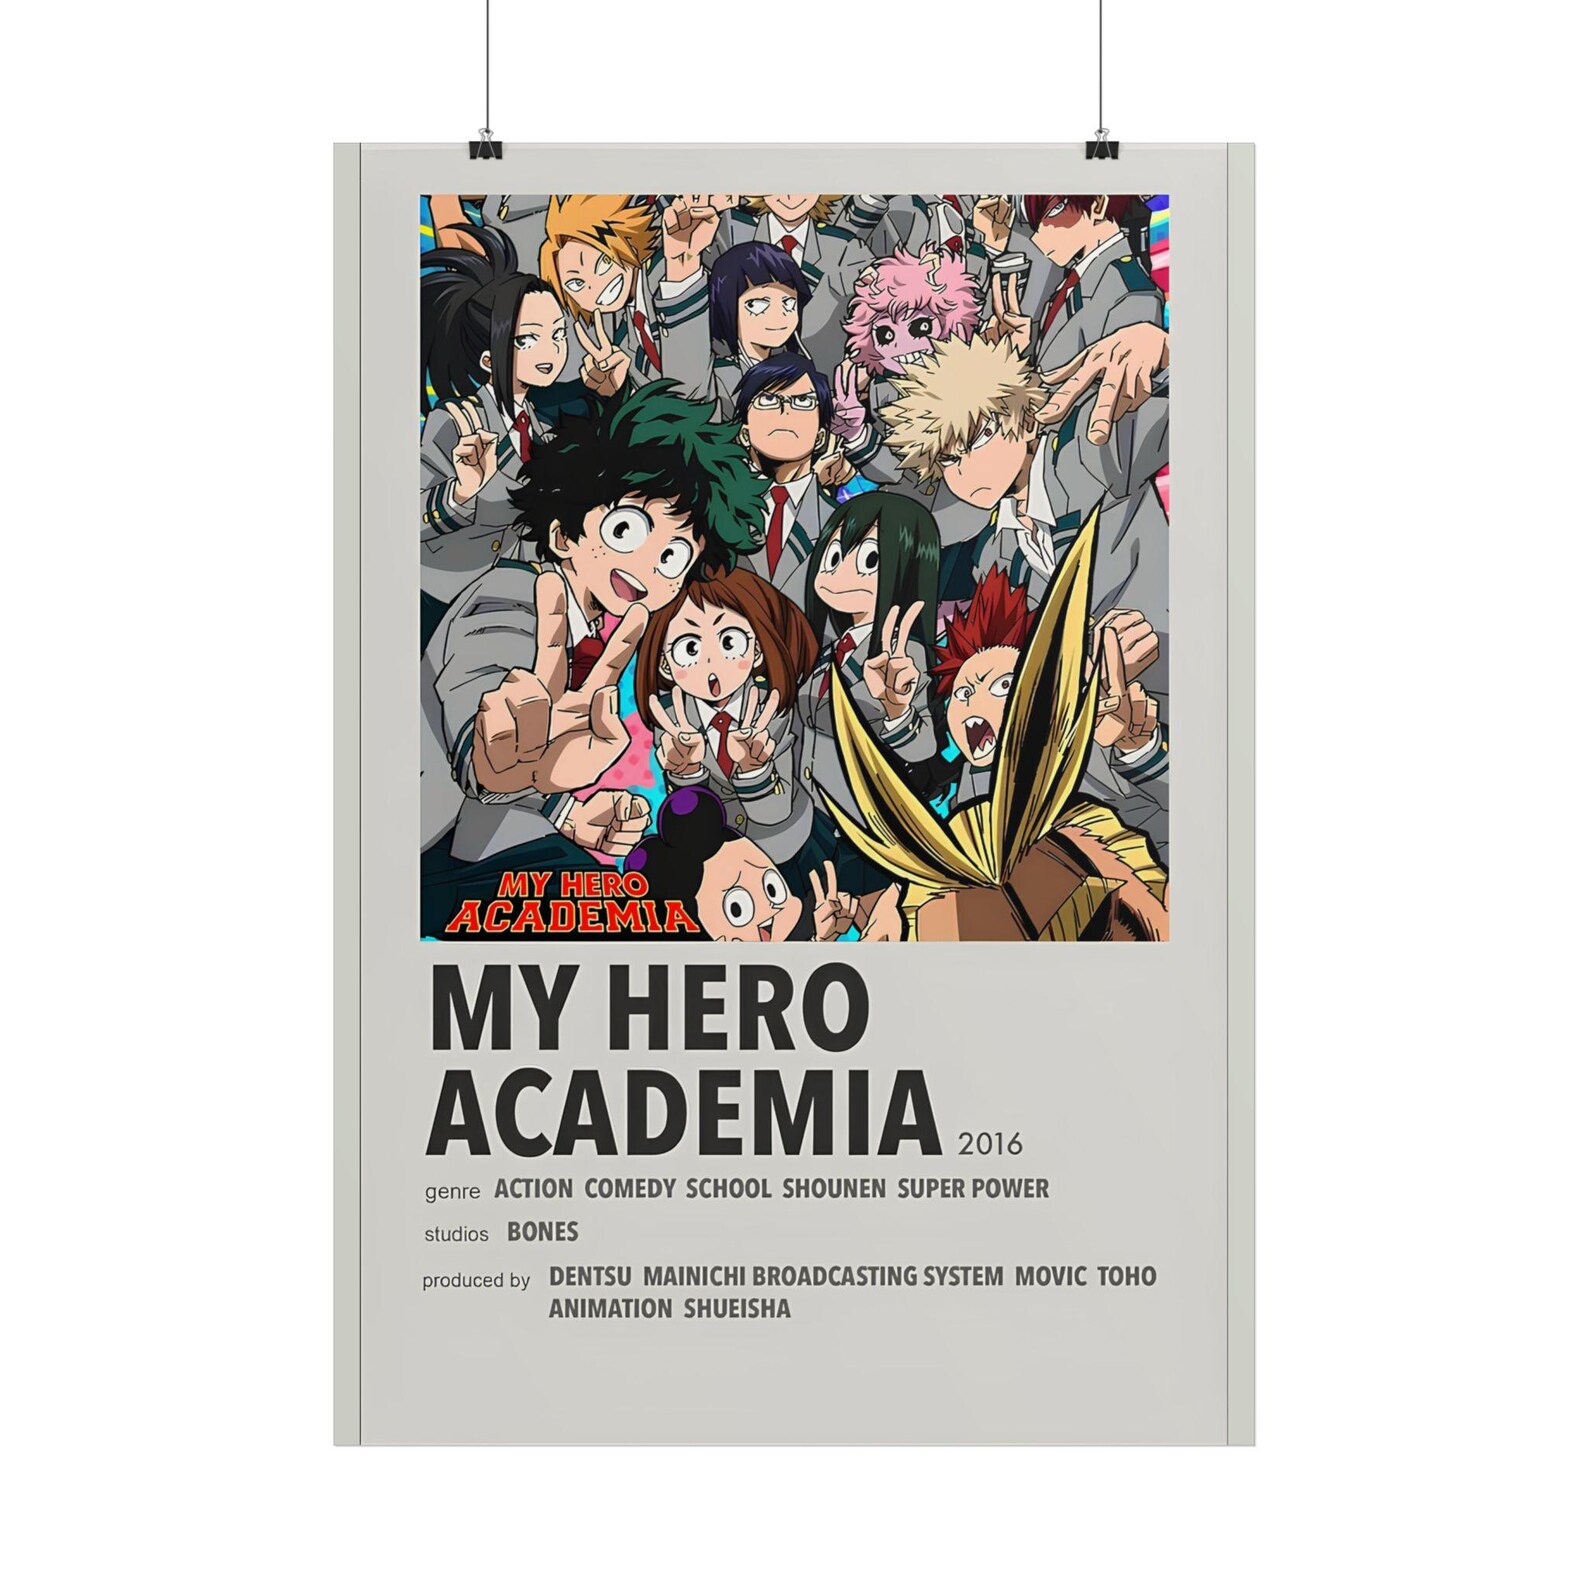 MY HERO
ACADEMIA
MY HERO
ACADEMIA 2016
genre ACTION COMEDY SCHOOL SHOUNEN SUPER POWER
studios BONES
produced by DENTSU MAINICHI BROADCASTING SYSTEM MOVIC TOHO
ANIMATION SHUEISHA